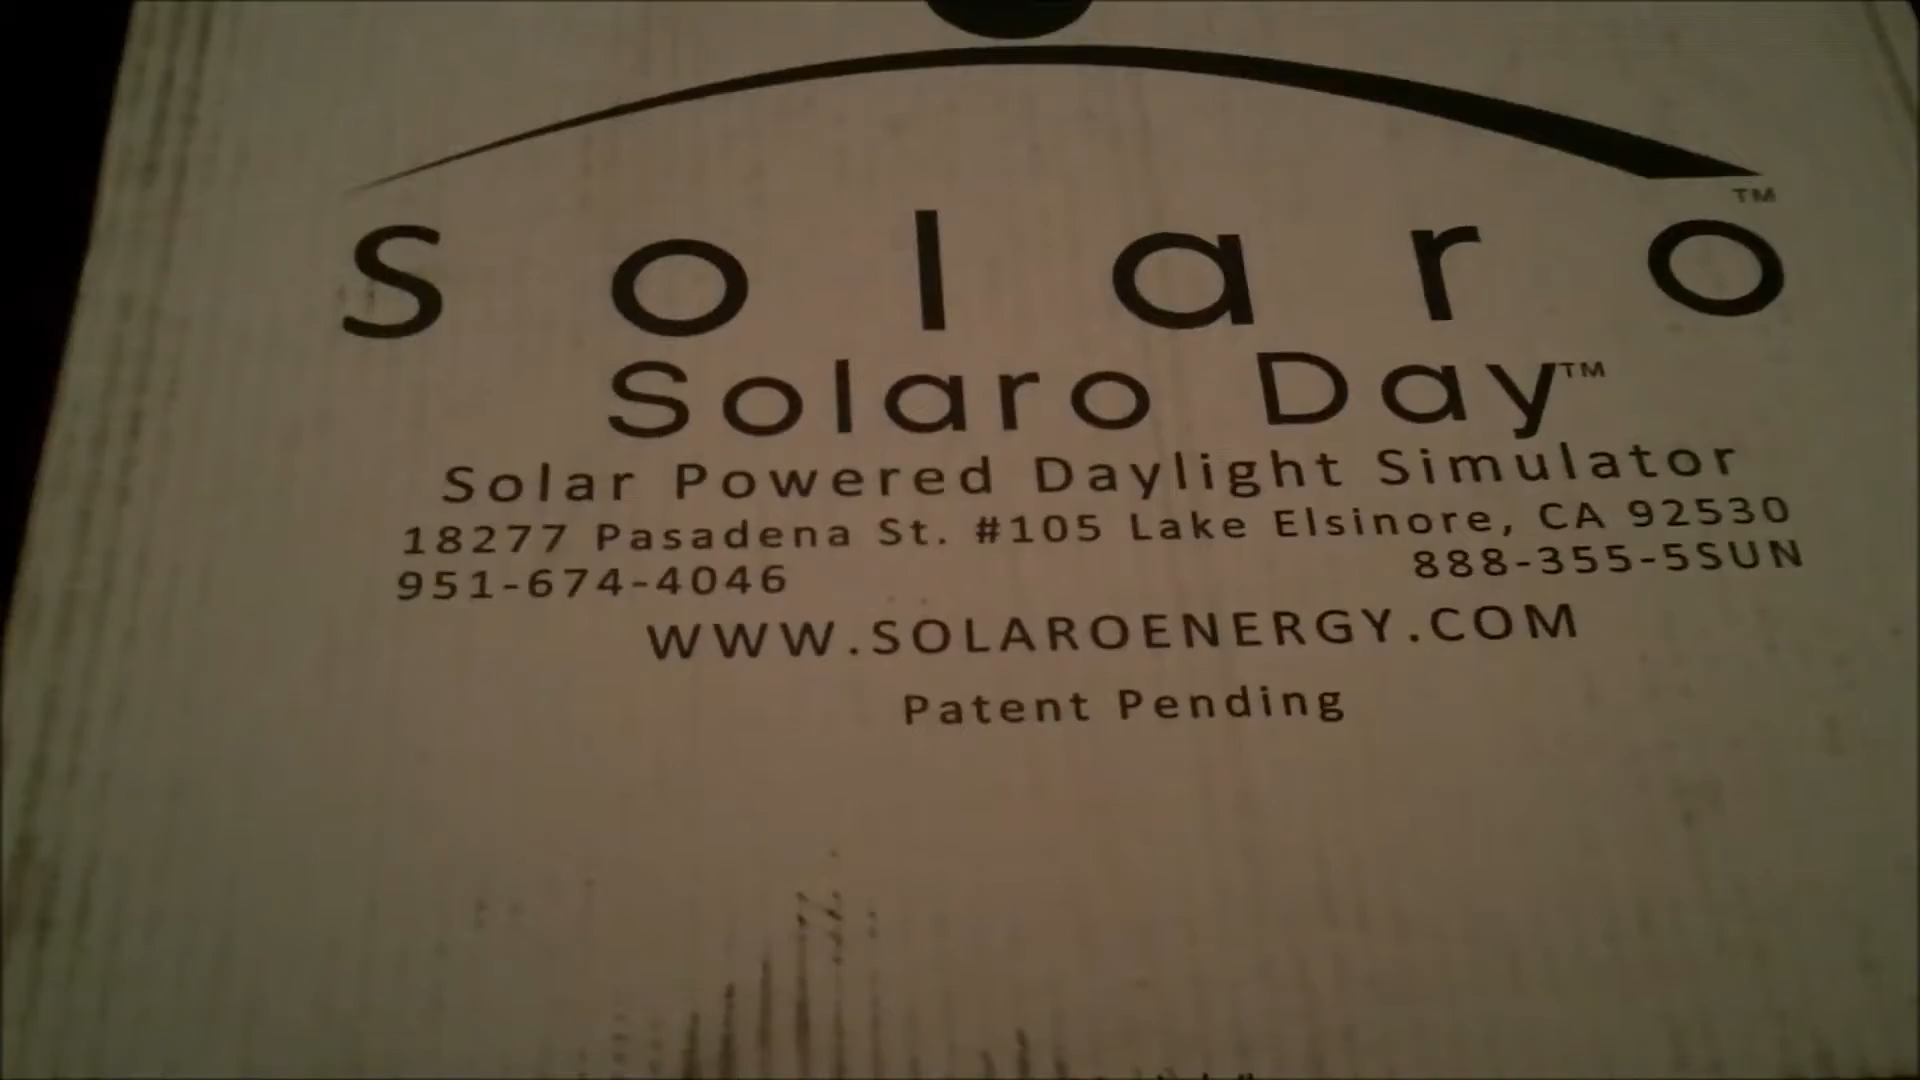 Solaro™
Solaro Day™
Solar Powered Daylight Simulator
18277 Pasadena St. #105 Lake Elsinore, CA 92530
951-674-4046 888-355-5SUN
WWW.SOLAROENERGY.COM
Patent Pending